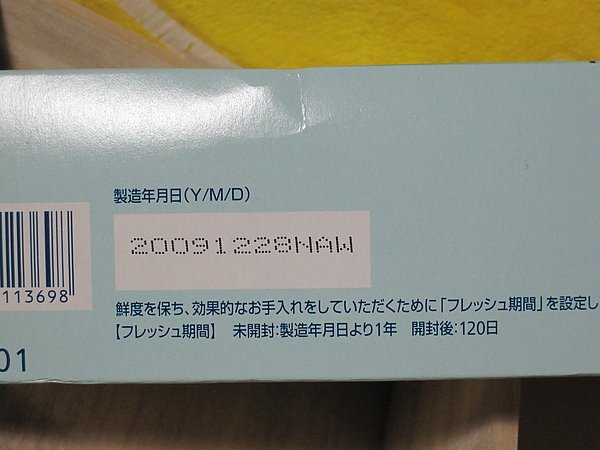 製造年月日(Y/M/D)
20091228NAW
113698
鮮度を保ち、効果的なお手入れをしていただくために「フレッシュ期間」を設定し
【フレッシュ期間】 未開封:製造年月日より1年 開封後:120日
01